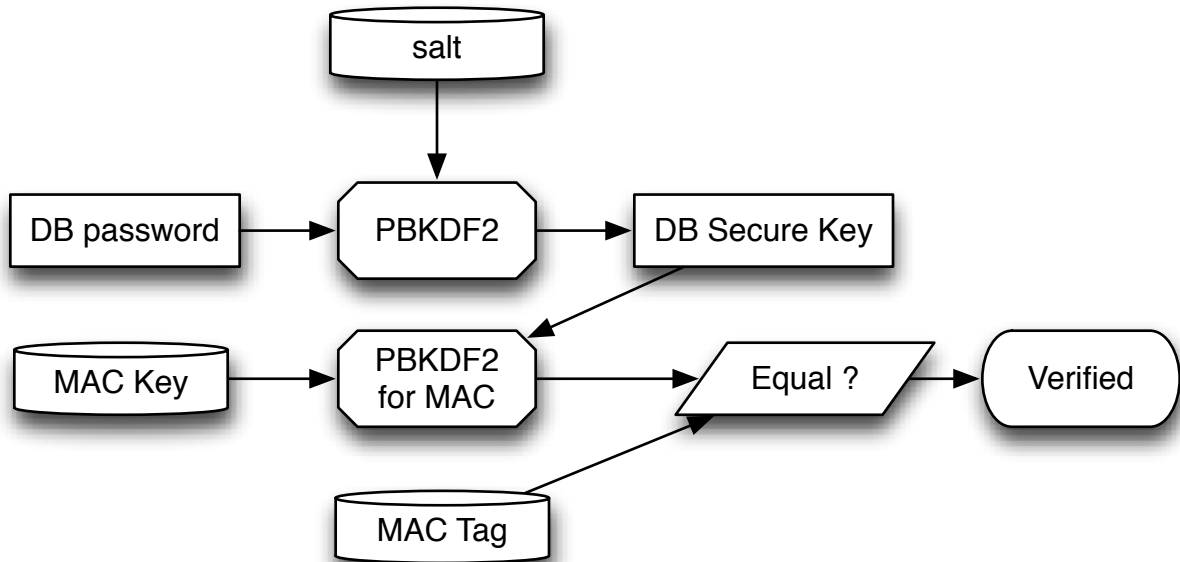 salt
DB password
PBKDF2
DB Secure Key
MAC Key
PBKDF2
for MAC
Equal ?
Verified
MAC Tag